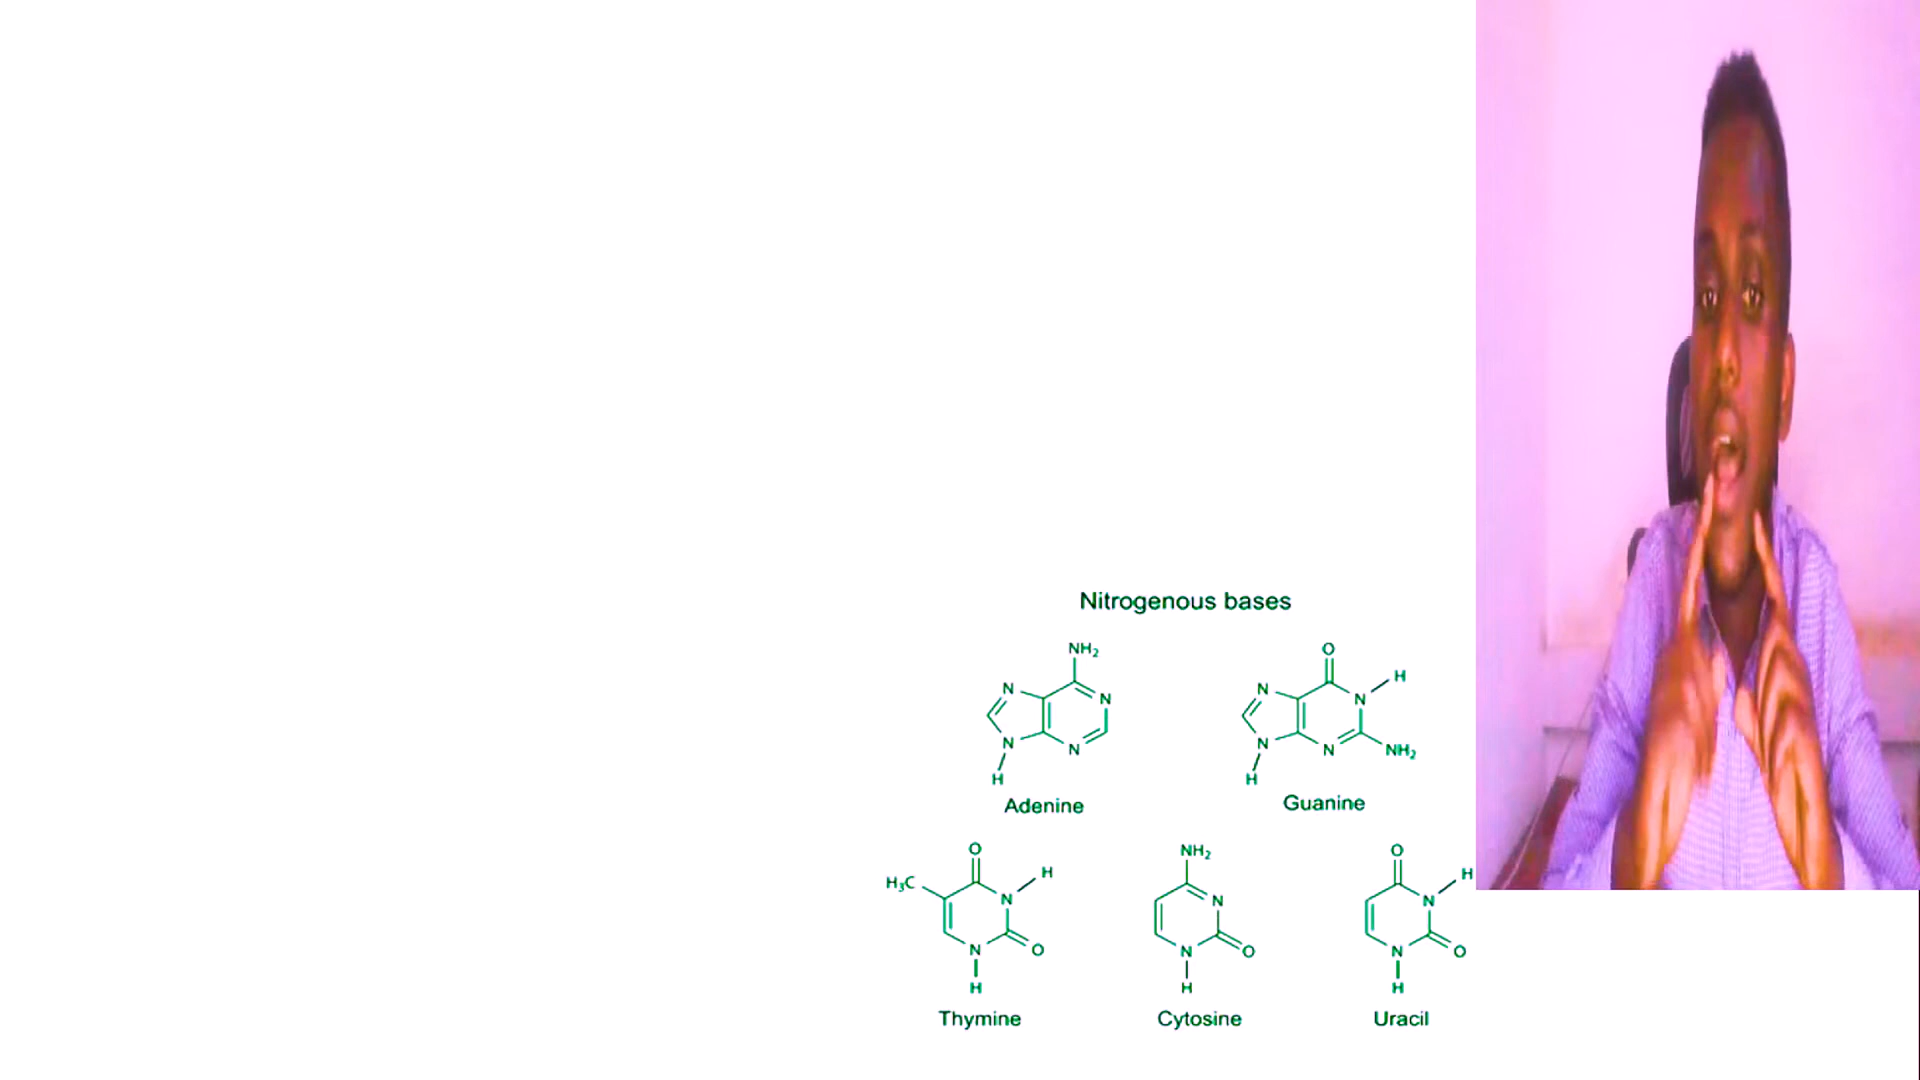 Nitrogenous bases
NH₂
N
N
N
N
H
Adenine
O
H
N
N
N
N
NH₂
H
Guanine
O
H₃C
H
N
N
O
H
Thymine
NH₂
N
N
O
H
Cytosine
O
H
N
N
O
H
Uracil